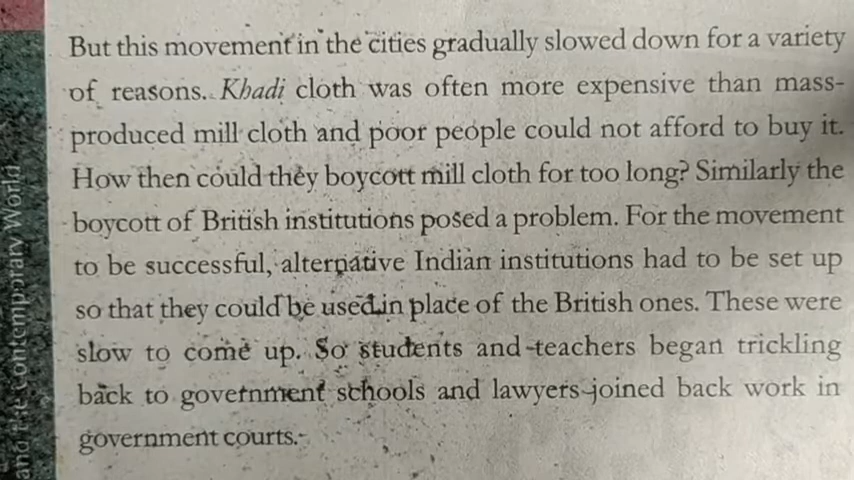 But this movement in the cities gradually slowed down for a variety
of reasons. Khadi cloth was often more expensive than mass-
produced mill cloth and poor people could not afford to buy it.
How then could they boycott mill cloth for too long? Similarly the
boycott of British institutions posed a problem. For the movement
to be successful, alternative Indian institutions had to be set up
so that they could be used in place of the British ones. These were
slow to come up. So students and teachers began trickling
back to government schools and lawyers joined back work in
government courts.
and the Contemporary World